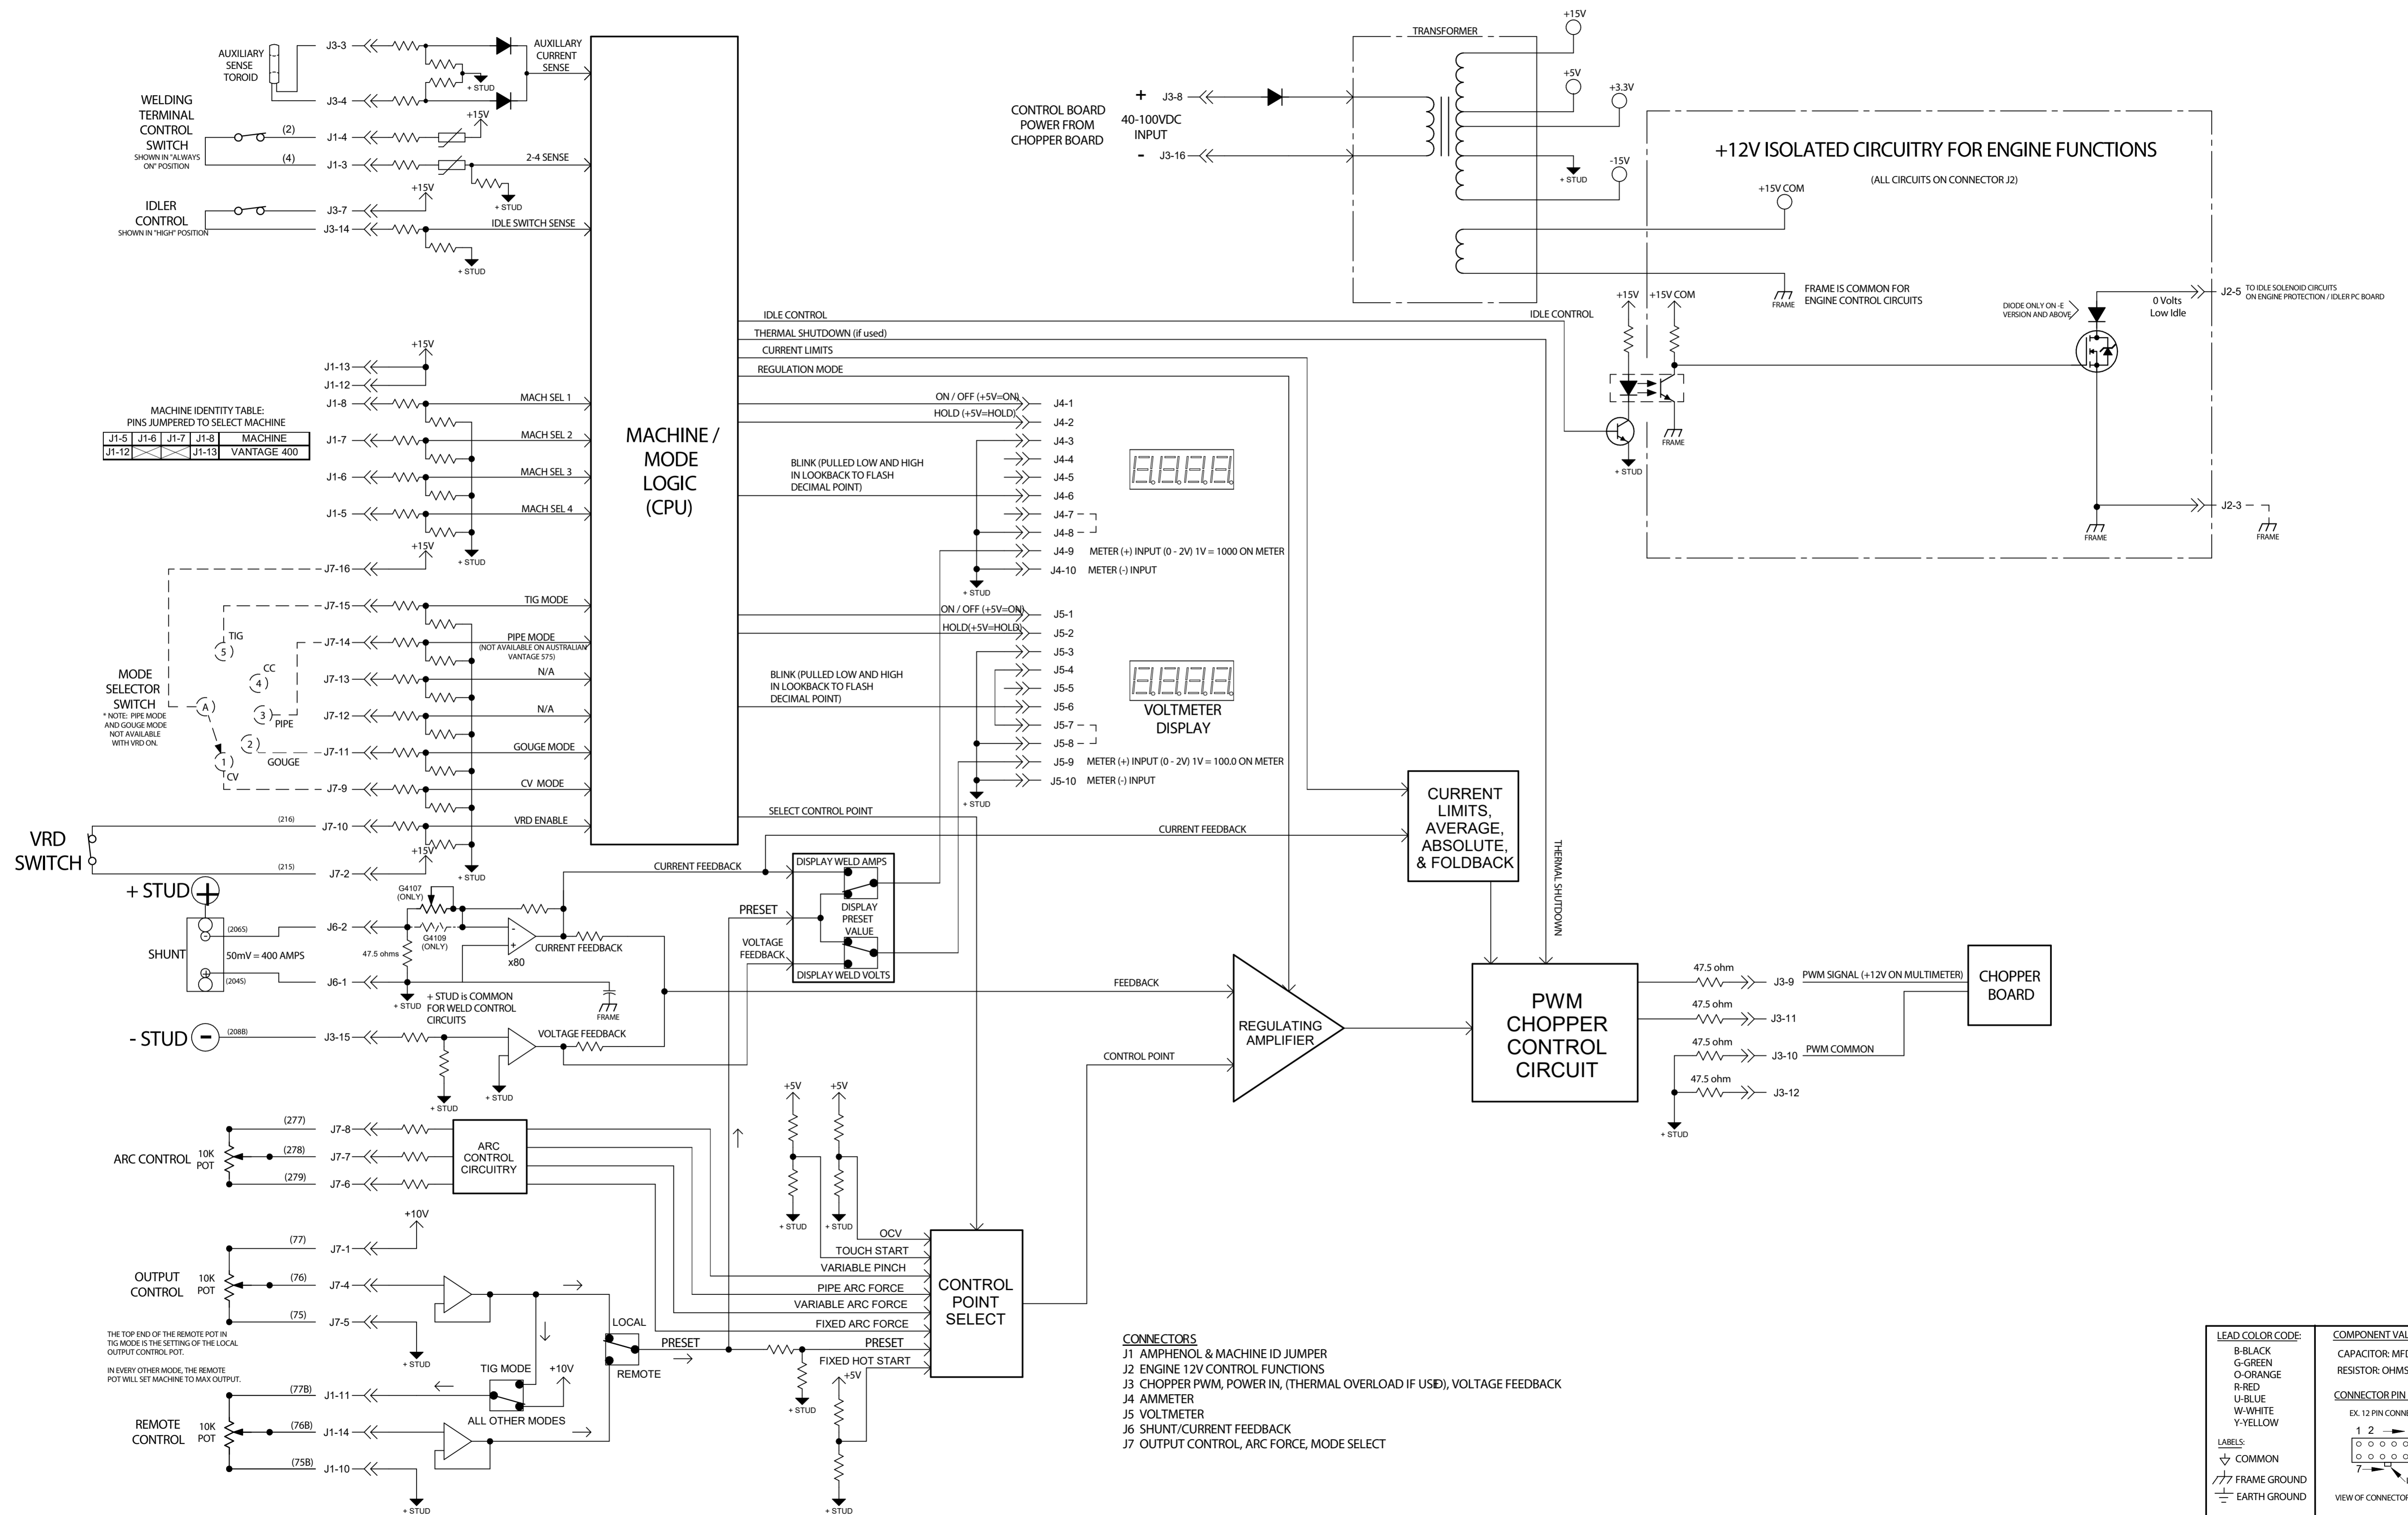 AUXILIARY
SENSE
TOROID
J3-3
J3-4
AUXILLARY
CURRENT
SENSE
+ STUD
WELDING
TERMINAL
CONTROL
SWITCH
SHOWN IN "ALWAYS
ON" POSITION
(2)
J1-4
+15V
(4)
J1-3
2-4 SENSE
+ STUD
IDLER
CONTROL
SHOWN IN "HIGH" POSITION
J3-7
+15V
J3-14
IDLE SWITCH SENSE
+ STUD
+15V
J1-13
J1-12
J1-8
MACH SEL 1
J1-7
MACH SEL 2
J1-6
MACH SEL 3
J1-5
MACH SEL 4
+ STUD
MACHINE IDENTITY TABLE:
PINS JUMPERED TO SELECT MACHINE
J1-5 J1-6 J1-7 J1-8 MACHINE
J1-12 J1-13 VANTAGE 400
+15V
J7-16
J7-15
TIG MODE
J7-14
PIPE MODE
(NOT AVAILABLE ON AUSTRALIAN
VANTAGE 575)
J7-13
N/A
J7-12
N/A
J7-11
GOUGE MODE
J7-9
CV MODE
MODE
SELECTOR
SWITCH
* NOTE: PIPE MODE
AND GOUGE MODE
NOT AVAILABLE
WITH VRD ON.
TIG
5
CC
4
A
3
PIPE
2
GOUGE
1
CV
VRD
SWITCH
(216)
J7-10
VRD ENABLE
+15V
(215)
J7-2
+ STUD
MACHINE /
MODE
LOGIC
(CPU)
+ STUD
SHUNT
50mV = 400 AMPS
(206S)
(204S)
J6-2
J6-1
G4107
(ONLY)
G4109
(ONLY)
47.5 ohms
-
+
x80
CURRENT FEEDBACK
+ STUD
+ STUD iS COMMON
FOR WELD CONTROL
CIRCUITS
FRAME
- STUD
(208B)
J3-15
VOLTAGE FEEDBACK
+ STUD
+ STUD
ARC CONTROL
10K
POT
(277)
J7-8
(278)
J7-7
(279)
J7-6
ARC
CONTROL
CIRCUITRY
OUTPUT
CONTROL
10K
POT
(77)
J7-1
+10V
(76)
J7-4
(75)
J7-5
+ STUD
THE TOP END OF THE REMOTE POT IN
TIG MODE IS THE SETTING OF THE LOCAL
OUTPUT CONTROL POT.
IN EVERY OTHER MODE, THE REMOTE
POT WILL SET MACHINE TO MAX OUTPUT.
REMOTE
CONTROL
10K
POT
(77B)
J1-11
(76B)
J1-14
(75B)
J1-10
+ STUD
TIG MODE
+10V
ALL OTHER MODES
LOCAL
REMOTE
PRESET
IDLE CONTROL
THERMAL SHUTDOWN (if used)
CURRENT LIMITS
REGULATION MODE
ON / OFF (+5V=ON)
J4-1
HOLD (+5V=HOLD)
J4-2
J4-3
J4-4
J4-5
BLINK (PULLED LOW AND HIGH
IN LOOKBACK TO FLASH
DECIMAL POINT)
J4-6
J4-7
J4-8
J4-9 METER (+) INPUT (0 - 2V) 1V = 1000 ON METER
J4-10 METER (-) INPUT
+ STUD
ON / OFF (+5V=ON)
J5-1
HOLD(+5V=HOLD)
J5-2
J5-3
J5-4
J5-5
BLINK (PULLED LOW AND HIGH
IN LOOKBACK TO FLASH
DECIMAL POINT)
J5-6
J5-7
J5-8
J5-9 METER (+) INPUT (0 - 2V) 1V = 100.0 ON METER
J5-10 METER (-) INPUT
+ STUD
VOLTMETER
DISPLAY
SELECT CONTROL POINT
CURRENT FEEDBACK
CURRENT FEEDBACK
DISPLAY WELD AMPS
DISPLAY
PRESET
VALUE
DISPLAY WELD VOLTS
PRESET
VOLTAGE
FEEDBACK
FEEDBACK
CONTROL POINT
REGULATING
AMPLIFIER
CURRENT
LIMITS,
AVERAGE,
ABSOLUTE,
& FOLDBACK
THERMAL SHUTDOWN
PWM
CHOPPER
CONTROL
CIRCUIT
47.5 ohm
J3-9
PWM SIGNAL (+12V ON MULTIMETER)
47.5 ohm
J3-11
47.5 ohm
J3-10
PWM COMMON
47.5 ohm
J3-12
+ STUD
CHOPPER
BOARD
+5V
+5V
+ STUD
+ STUD
OCV
TOUCH START
VARIABLE PINCH
PIPE ARC FORCE
VARIABLE ARC FORCE
FIXED ARC FORCE
PRESET
FIXED HOT START
+ STUD
+5V
+ STUD
CONTROL
POINT
SELECT
CONTROL BOARD
POWER FROM
CHOPPER BOARD
+
J3-8
40-100VDC
INPUT
-
J3-16
TRANSFORMER
+15V
+5V
+3.3V
+ STUD
-15V
+12V ISOLATED CIRCUITRY FOR ENGINE FUNCTIONS
(ALL CIRCUITS ON CONNECTOR J2)
+15V COM
FRAME
FRAME IS COMMON FOR
ENGINE CONTROL CIRCUITS
IDLE CONTROL
+15V
+15V COM
FRAME
+ STUD
DIODE ONLY ON -E
VERSION AND ABOVE
0 Volts
Low Idle
J2-5
TO IDLE SOLENOID CIRCUITS
ON ENGINE PROTECTION / IDLER PC BOARD
J2-3
FRAME
FRAME
CONNECTORS
J1 AMPHENOL & MACHINE ID JUMPER
J2 ENGINE 12V CONTROL FUNCTIONS
J3 CHOPPER PWM, POWER IN, (THERMAL OVERLOAD IF USED), VOLTAGE FEEDBACK
J4 AMMETER
J5 VOLTMETER
J6 SHUNT/CURRENT FEEDBACK
J7 OUTPUT CONTROL, ARC FORCE, MODE SELECT
LEAD COLOR CODE:
B-BLACK
G-GREEN
O-ORANGE
R-RED
U-BLUE
W-WHITE
Y-YELLOW
LABELS:
COMMON
FRAME GROUND
EARTH GROUND
COMPONENT VAL
CAPACITOR: MFD
RESISTOR: OHMS
CONNECTOR PIN
EX. 12 PIN CONNE
1 2
7
VIEW OF CONNECTOR